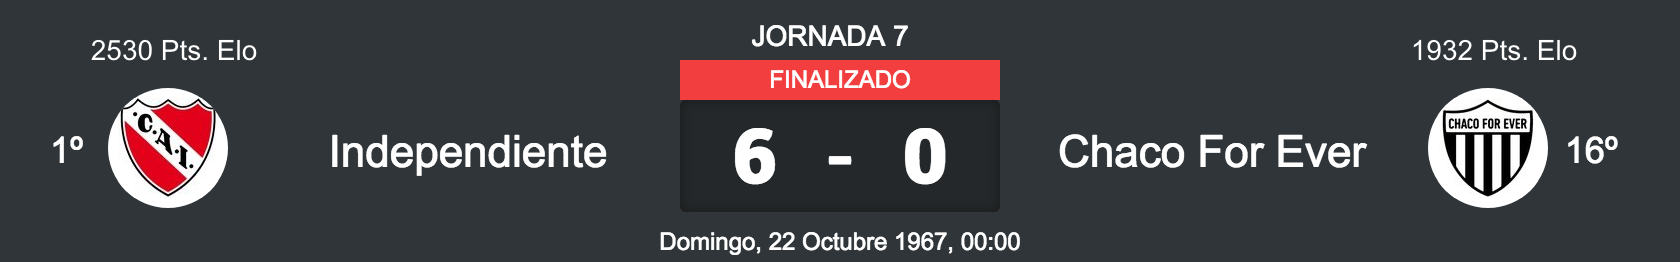 JORNADA 7
2530 Pts. Elo
FINALIZADO
1932 Pts. Elo
1º
·C.A.I.
Independiente
6 - 0
Chaco For Ever
CHACO FOR EVER
16º
Domingo, 22 Octubre 1967, 00:00